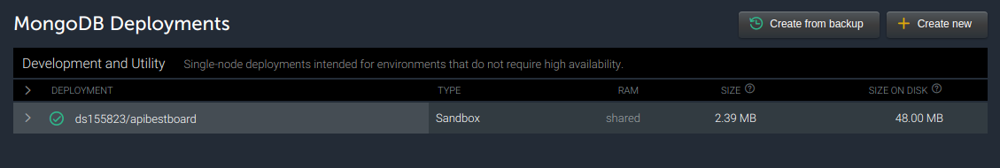 MongoDB Deployments
Create from backup
Create new
Development and Utility Single-node deployments intended for environments that do not require high availability.
DEPLOYMENT TYPE RAM SIZE ? SIZE ON DISK ?
ds155823/apibestboard Sandbox shared 2.39 MB 48.00 MB